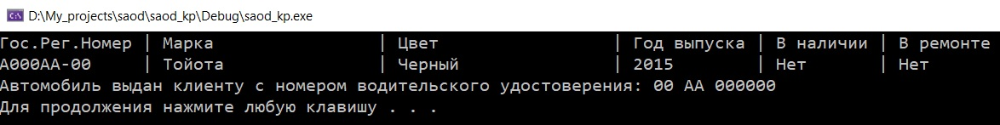 D:\My_projects\saod\saod_kp\Debug\saod_kp.exe
Гос.Рег.Номер | Марка | Цвет | Год выпуска | В наличии | В ремонте
А000АА-00 | Тойота | Черный | 2015 | Нет | Нет
Автомобиль выдан клиенту с номером водительского удостоверения: 00 АА 000000
Для продолжения нажмите любую клавишу . . .